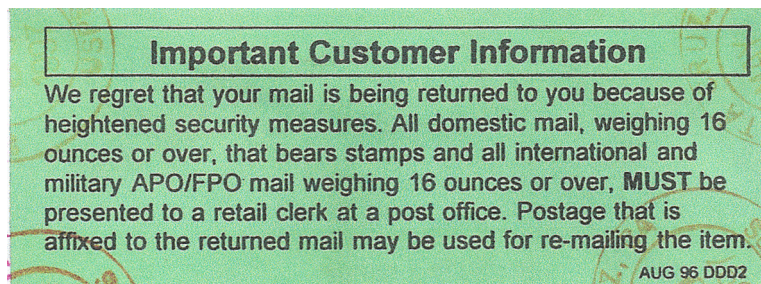 Important Customer Information
We regret that your mail is being returned to you because of
heightened security measures. All domestic mail, weighing 16
ounces or over, that bears stamps and all international and
military APO/FPO mail weighing 16 ounces or over, MUST be
presented to a retail clerk at a post office. Postage that is
affixed to the returned mail may be used for re-mailing the item.
AUG 96 DDD2